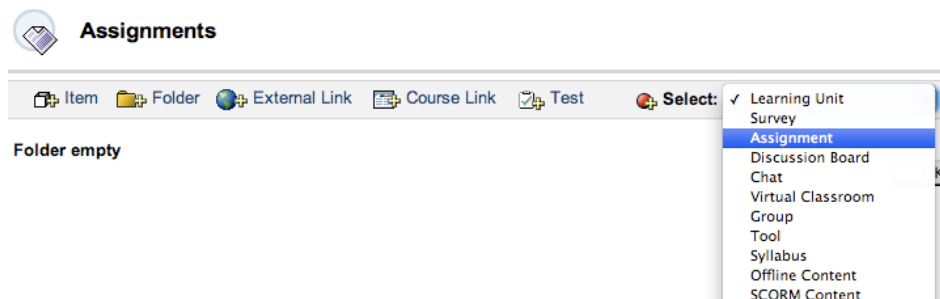 Assignments
Item Folder External Link Course Link Test Select: ✓ Learning Unit
Survey
Assignment
Folder empty
Discussion Board
Chat
Virtual Classroom
Group
Tool
Syllabus
Offline Content
SCORM Content